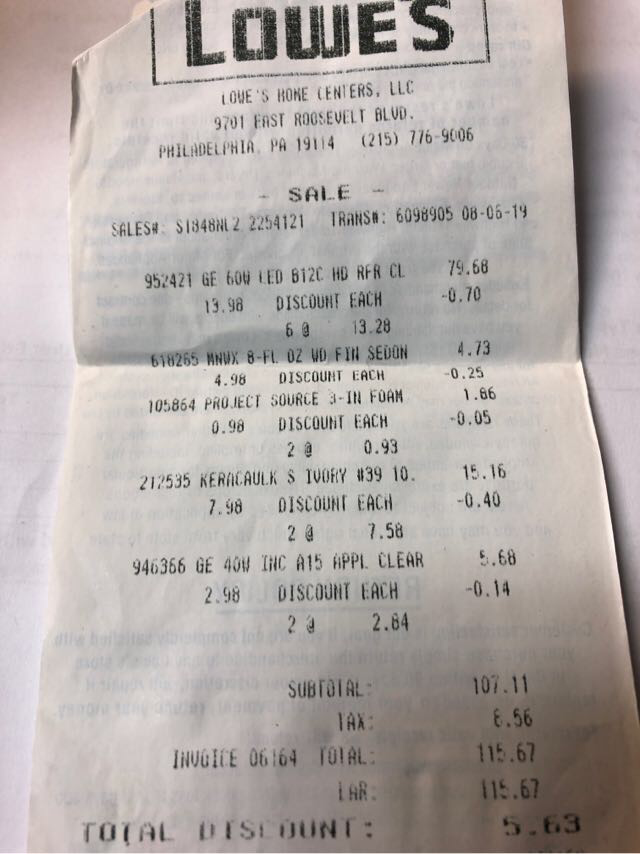 LOWE'S
LOWE'S HOME CENTERS, LLC
9701 EAST ROOSEVELT BLVD.
PHILADELPHIA, PA 19114 (215) 776-9006
- SALE -
SALES#: S1848NL2 2254121 TRANS#: 6098905 08-06-19
952421 GE 60W LED B12C HD RFR CL 79.68
13.98 DISCOUNT EACH -0.70
6 @ 13.28
618265 MNWX 8-FL OZ WD FIN SEDON 4.73
4.98 DISCOUNT EACH -0.25
105864 PROJECT SOURCE 3-IN FOAM 1.86
0.98 DISCOUNT EACH -0.05
2 @ 0.93
212535 KERACAULK S IVORY #39 10. 15.16
7.98 DISCOUNT EACH -0.40
2 @ 7.58
946366 GE 40W INC A15 APPL CLEAR 5.68
2.98 DISCOUNT EACH -0.14
2 @ 2.84
SUBTOTAL: 107.11
TAX: 8.56
INVOICE 06164 TOTAL: 115.67
LAR: 115.67
TOTAL DISCOUNT: 5.63